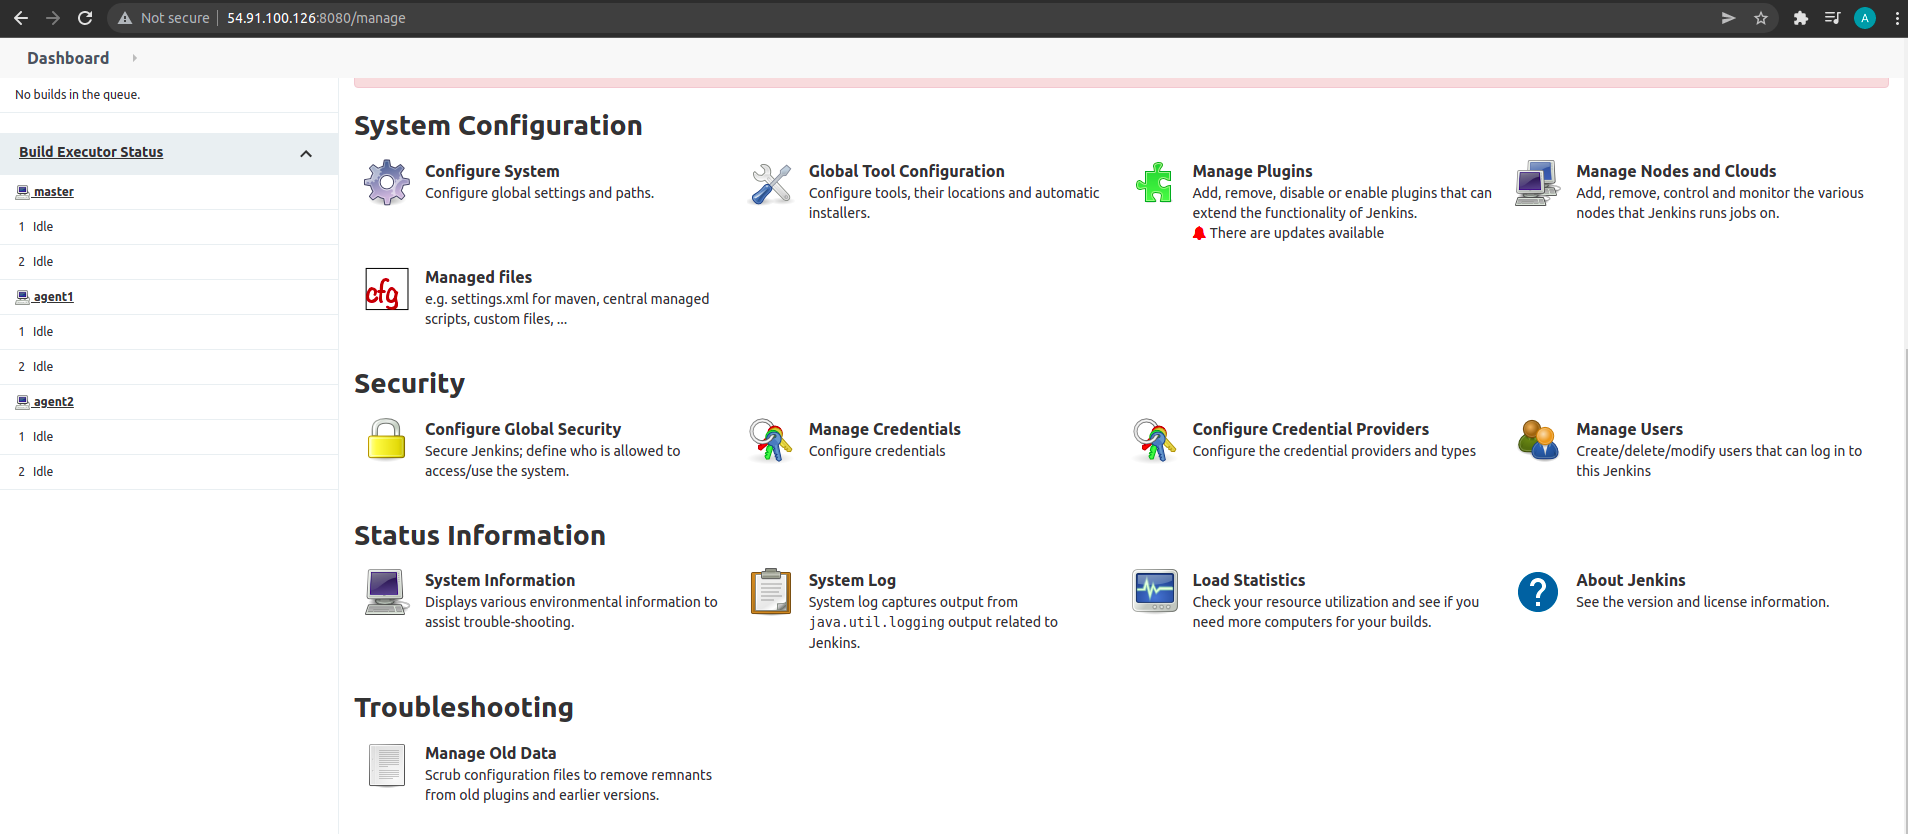 Not secure | 54.91.100.126:8080/manage
A
Dashboard
No builds in the queue.
Build Executor Status
master
1 Idle
2 Idle
agent1
1 Idle
2 Idle
agent2
1 Idle
2 Idle
System Configuration
Configure System
Configure global settings and paths.
Global Tool Configuration
Configure tools, their locations and automatic
installers.
Manage Plugins
Add, remove, disable or enable plugins that can
extend the functionality of Jenkins.
There are updates available
Manage Nodes and Clouds
Add, remove, control and monitor the various
nodes that Jenkins runs jobs on.
cfg
Managed files
e.g. settings.xml for maven, central managed
scripts, custom files, ...
Security
Configure Global Security
Secure Jenkins; define who is allowed to
access/use the system.
Manage Credentials
Configure credentials
Configure Credential Providers
Configure the credential providers and types
Manage Users
Create/delete/modify users that can log in to
this Jenkins
Status Information
System Information
Displays various environmental information to
assist trouble-shooting.
System Log
System log captures output from
java.util.logging output related to
Jenkins.
Load Statistics
Check your resource utilization and see if you
need more computers for your builds.
?
About Jenkins
See the version and license information.
Troubleshooting
Manage Old Data
Scrub configuration files to remove remnants
from old plugins and earlier versions.